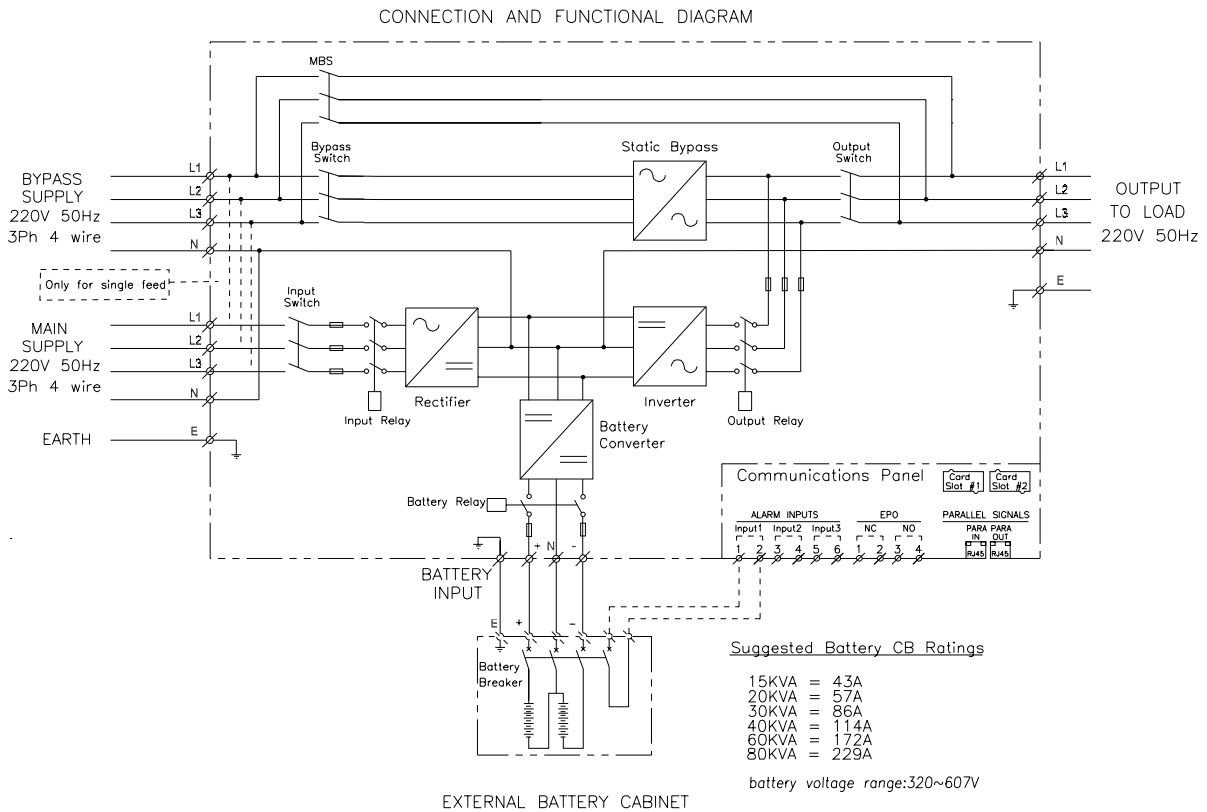 CONNECTION AND FUNCTIONAL DIAGRAM
MBS
Bypass
Switch
Static Bypass
Output
Switch
BYPASS
SUPPLY
220V 50Hz
3Ph 4 wire
L1
L2
L3
N
L1
L2
L3
N
E
OUTPUT
TO LOAD
220V 50Hz
Only for single feed
Input
Switch
MAIN
SUPPLY
220V 50Hz
3Ph 4 wire
L1
L2
L3
N
EARTH
E
Rectifier
Input Relay
Inverter
Output Relay
Battery
Converter
Battery Relay
+ N -
BATTERY
INPUT
Communications Panel
Card
Slot #1
Card
Slot #2
ALARM INPUTS
EPO
PARALLEL SIGNALS
Input1 Input2 Input3
NC NO
PARA
IN
PARA
OUT
1 2 3 4 5 6
1 2 3 4
RJ45 RJ45
E + -
Battery
Breaker
Suggested Battery CB Ratings
15KVA = 43A
20KVA = 57A
30KVA = 86A
40KVA = 114A
60KVA = 172A
80KVA = 229A
battery voltage range:320~607V
EXTERNAL BATTERY CABINET